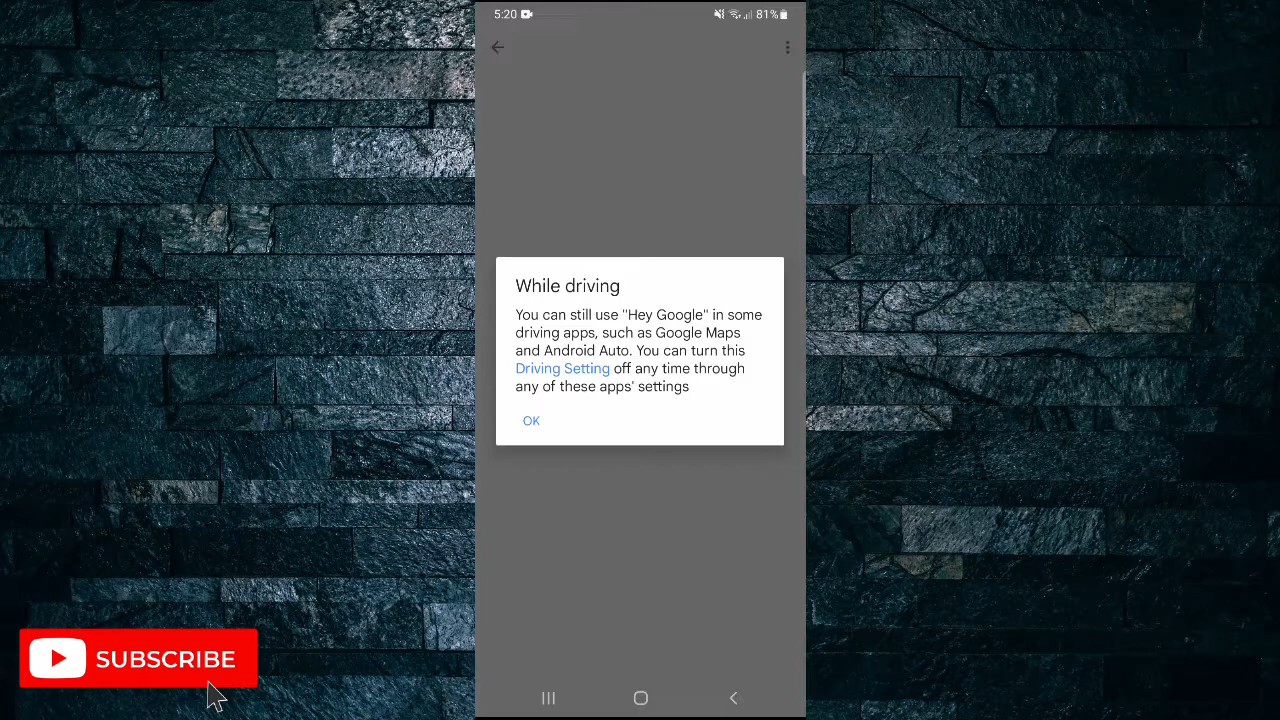 5:20 81%
While driving
You can still use "Hey Google" in some
driving apps, such as Google Maps
and Android Auto. You can turn this
Driving Setting off any time through
any of these apps' settings
OK
SUBSCRIBE